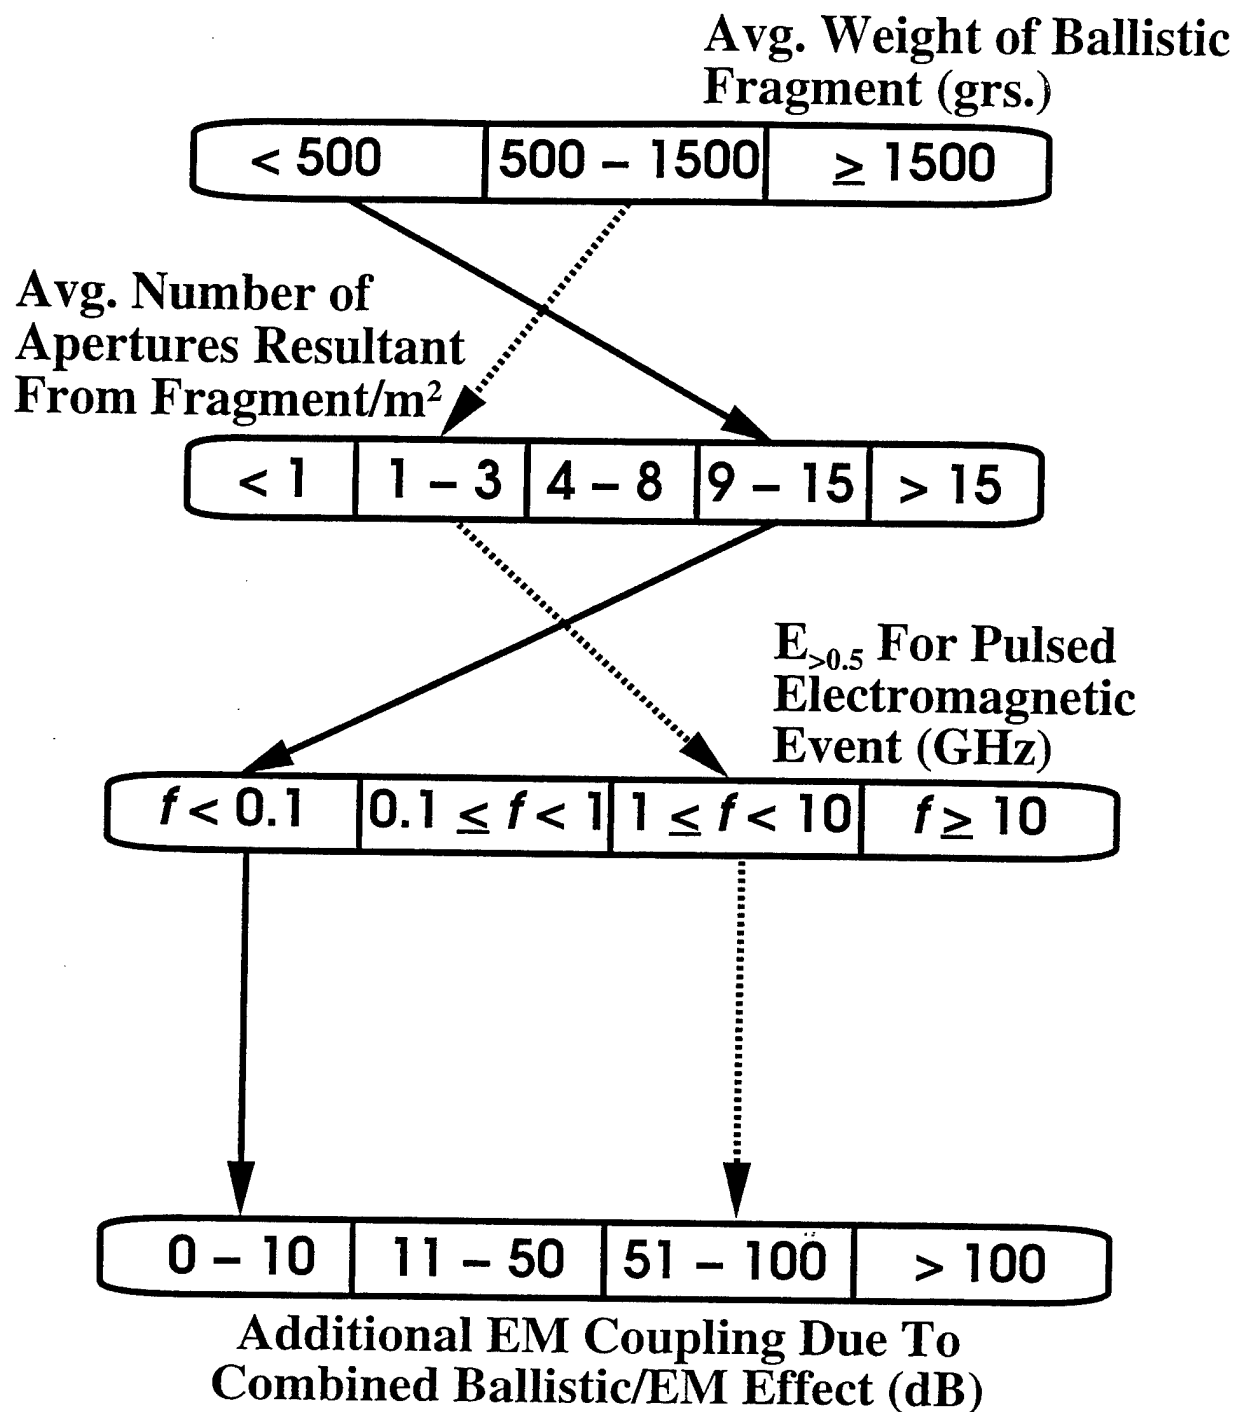 Avg. Weight of Ballistic
Fragment (grs.)
< 500 500 – 1500 ≥ 1500
Avg. Number of
Apertures Resultant
From Fragment/m²
< 1 1 – 3 4 – 8 9 – 15 > 15
E>0.5 For Pulsed
Electromagnetic
Event (GHz)
f < 0.1 0.1 ≤ f < 1 1 ≤ f < 10 f ≥ 10
0 – 10 11 – 50 51 – 100 > 100
Additional EM Coupling Due To
Combined Ballistic/EM Effect (dB)